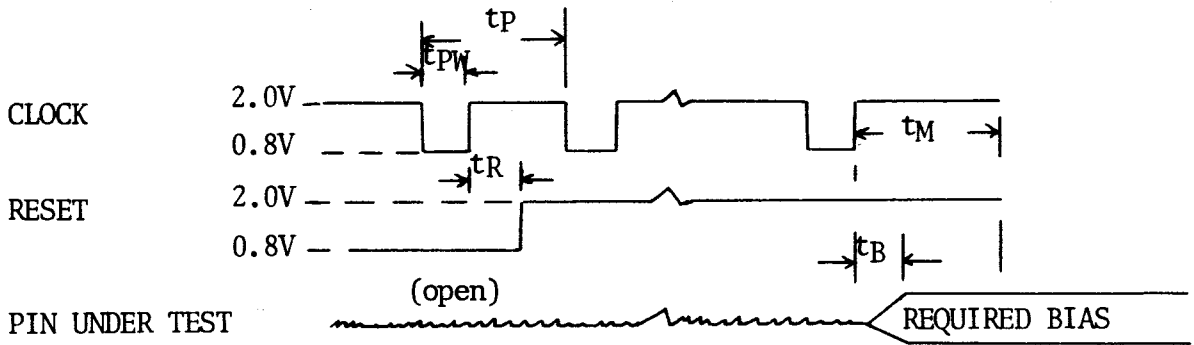 tP
tPW
CLOCK
2.0V
0.8V
tM
tR
RESET
2.0V
0.8V
tB
(open)
PIN UNDER TEST
REQUIRED BIAS